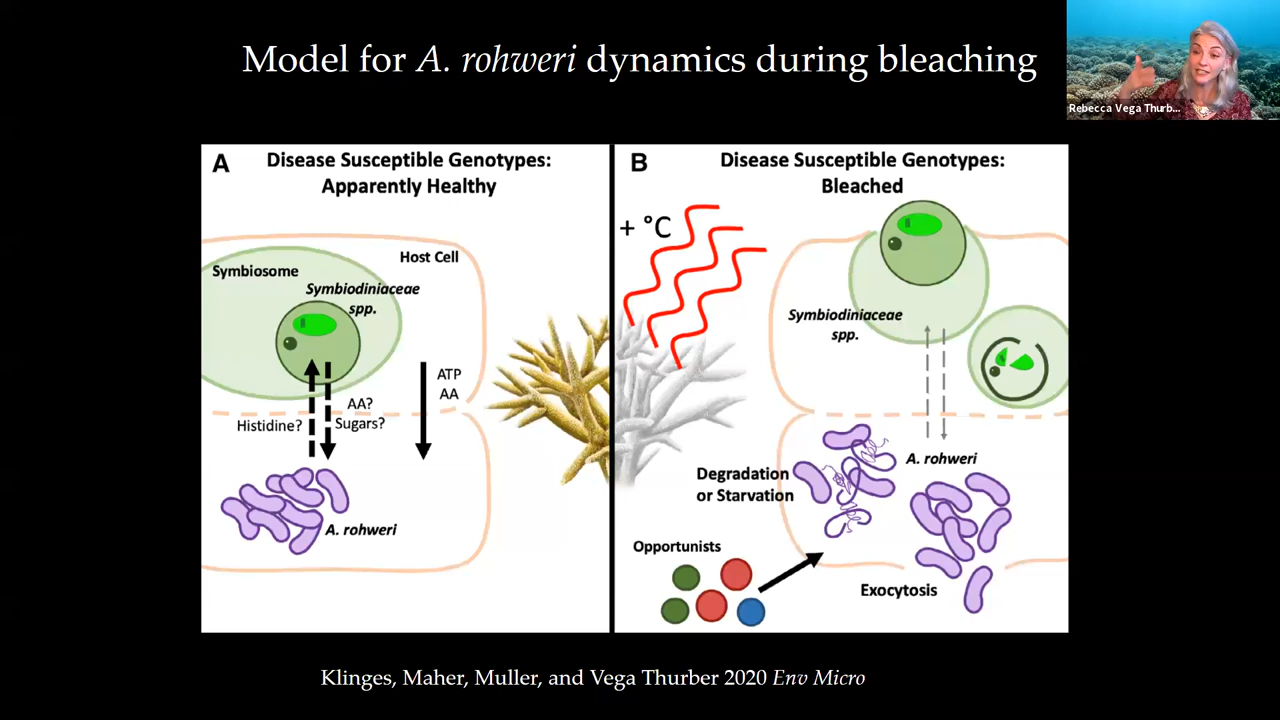 Model for A. rohweri dynamics during bleaching
Rebecca Vega Thurb...
A
Disease Susceptible Genotypes:
Apparently Healthy
Host Cell
Symbiosome
Symbiodiniaceae
spp.
ATP
AA
AA?
Histidine?
Sugars?
A. rohweri
B
Disease Susceptible Genotypes:
Bleached
+ °C
Symbiodiniaceae
spp.
A. rohweri
Degradation
or Starvation
Opportunists
Exocytosis
Klinges, Maher, Muller, and Vega Thurber 2020 Env Micro